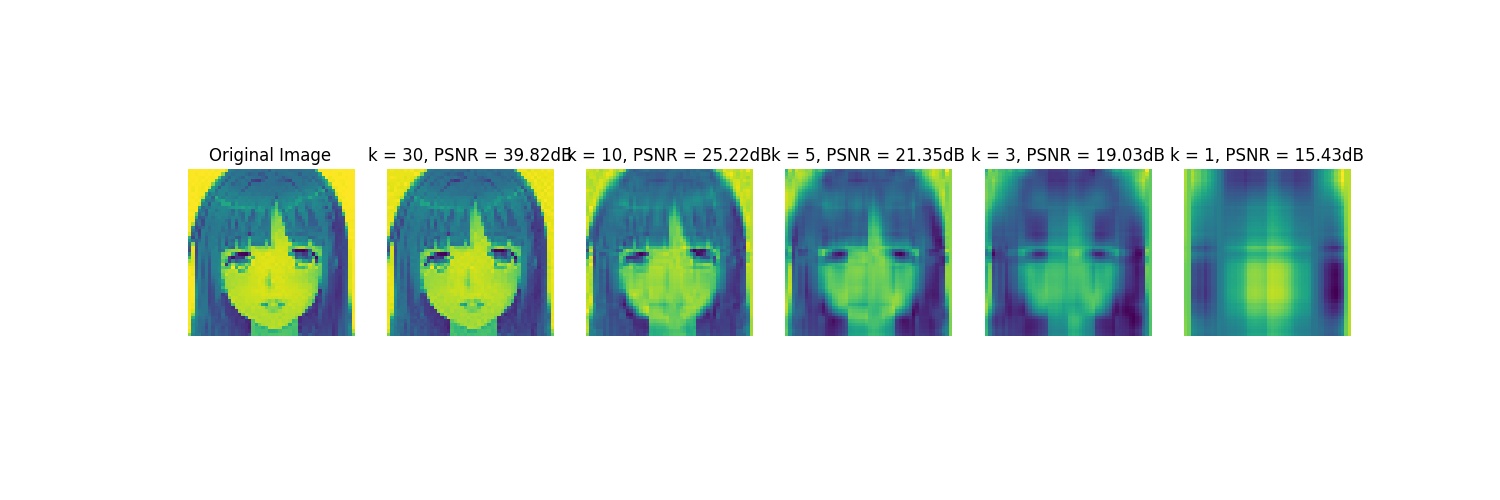 Original Image
k = 30, PSNR = 39.82dB
k = 10, PSNR = 25.22dB
k = 5, PSNR = 21.35dB
k = 3, PSNR = 19.03dB
k = 1, PSNR = 15.43dB